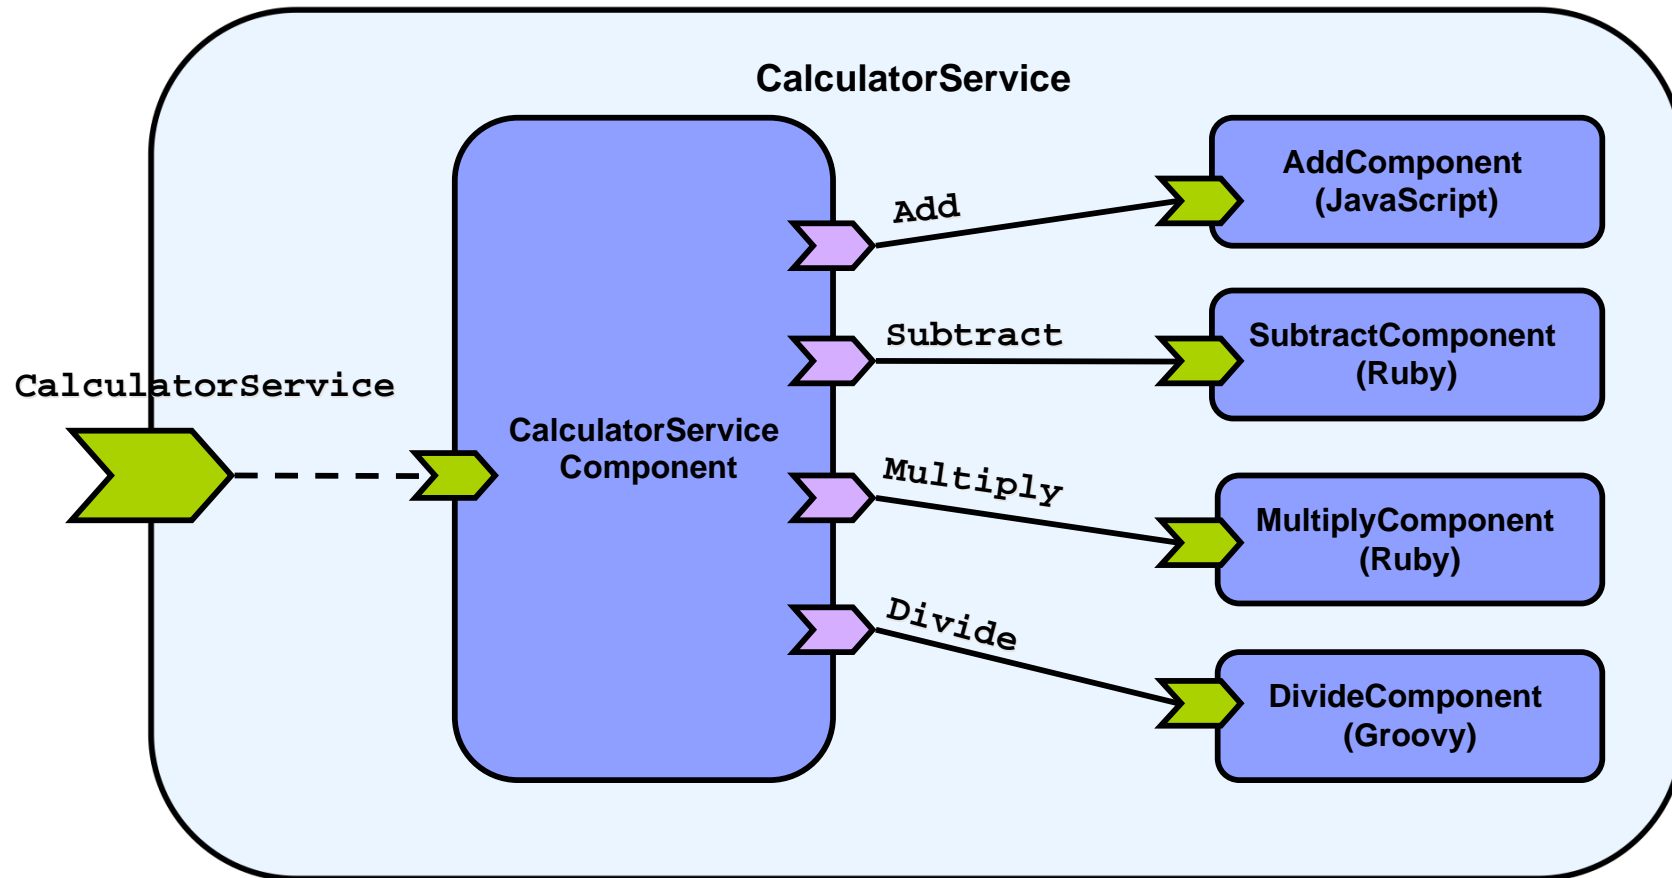 CalculatorService
AddComponent
(JavaScript)
Add
Subtract
SubtractComponent
(Ruby)
CalculatorService
CalculatorService
Component
Multiply
MultiplyComponent
(Ruby)
Divide
DivideComponent
(Groovy)